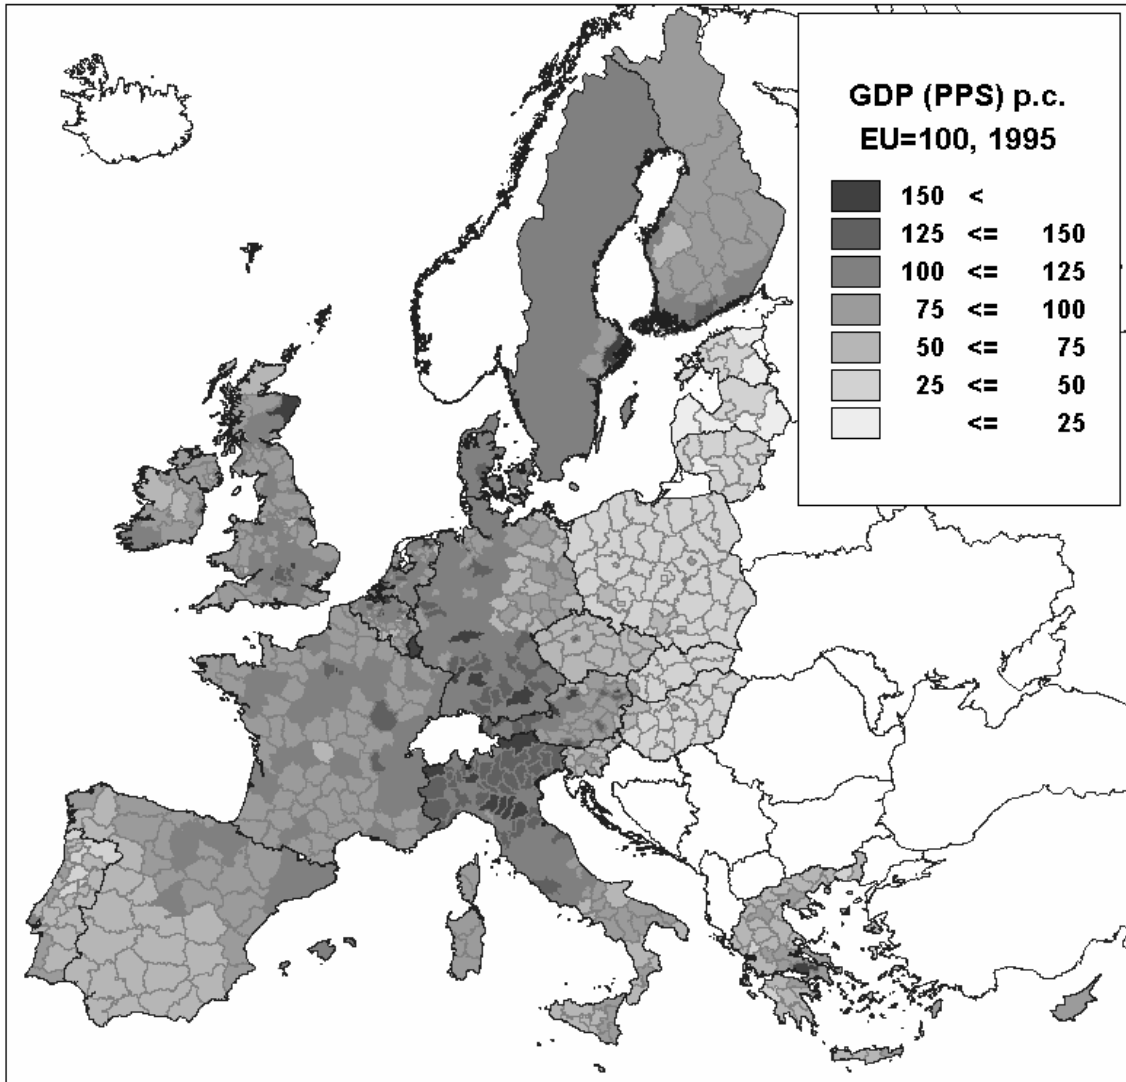 GDP (PPS) p.c.
EU=100, 1995
150 <
125 <= 150
100 <= 125
75 <= 100
50 <= 75
25 <= 50
<= 25